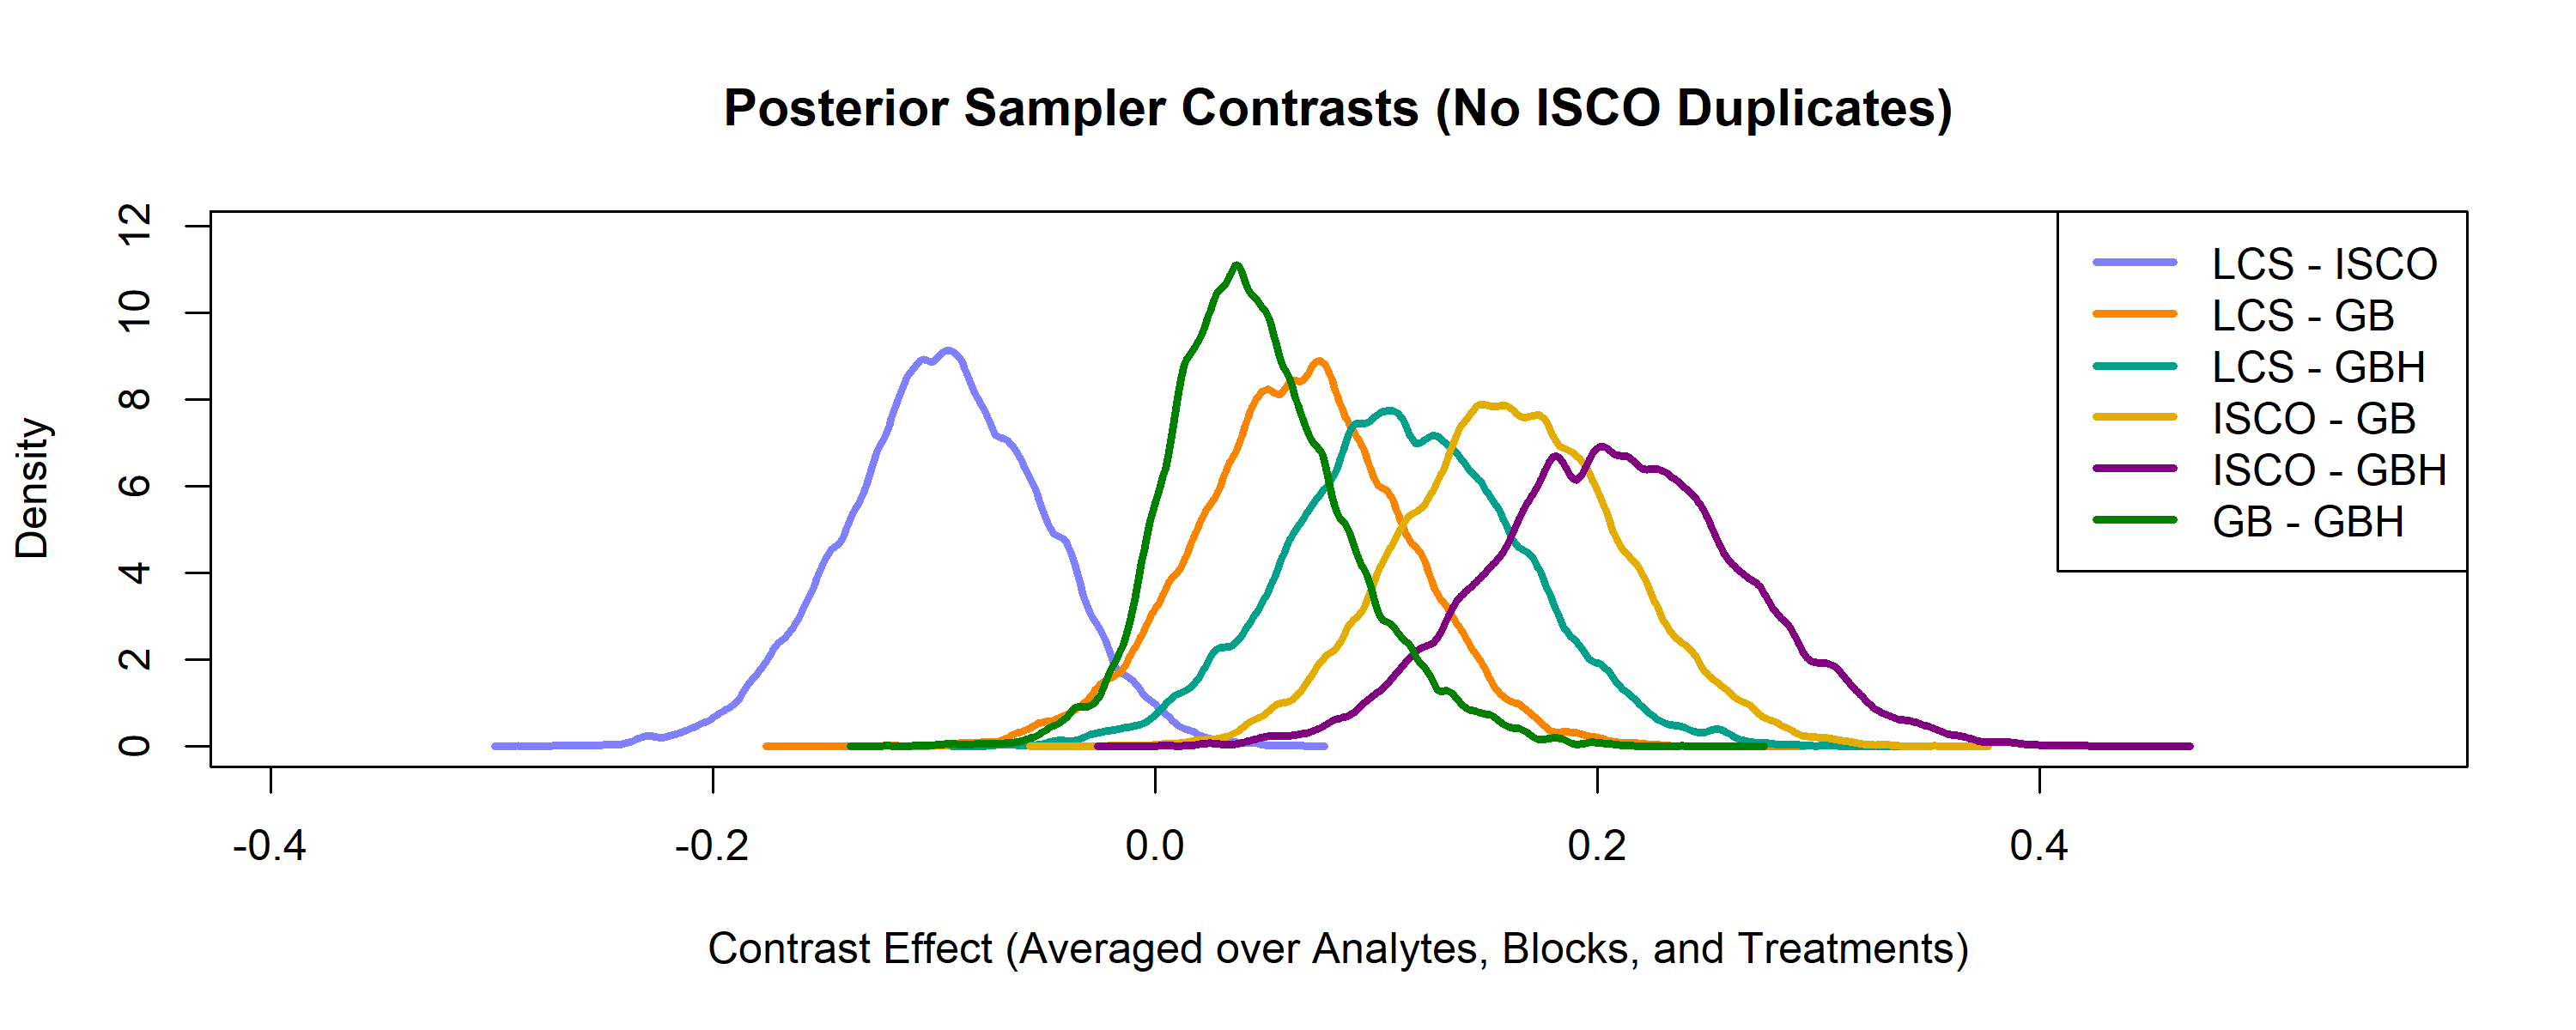 Posterior Sampler Contrasts (No ISCO Duplicates)
Density
12
10
8
6
4
2
0
LCS - ISCO
LCS - GB
LCS - GBH
ISCO - GB
ISCO - GBH
GB - GBH
-0.4 -0.2 0.0 0.2 0.4
Contrast Effect (Averaged over Analytes, Blocks, and Treatments)